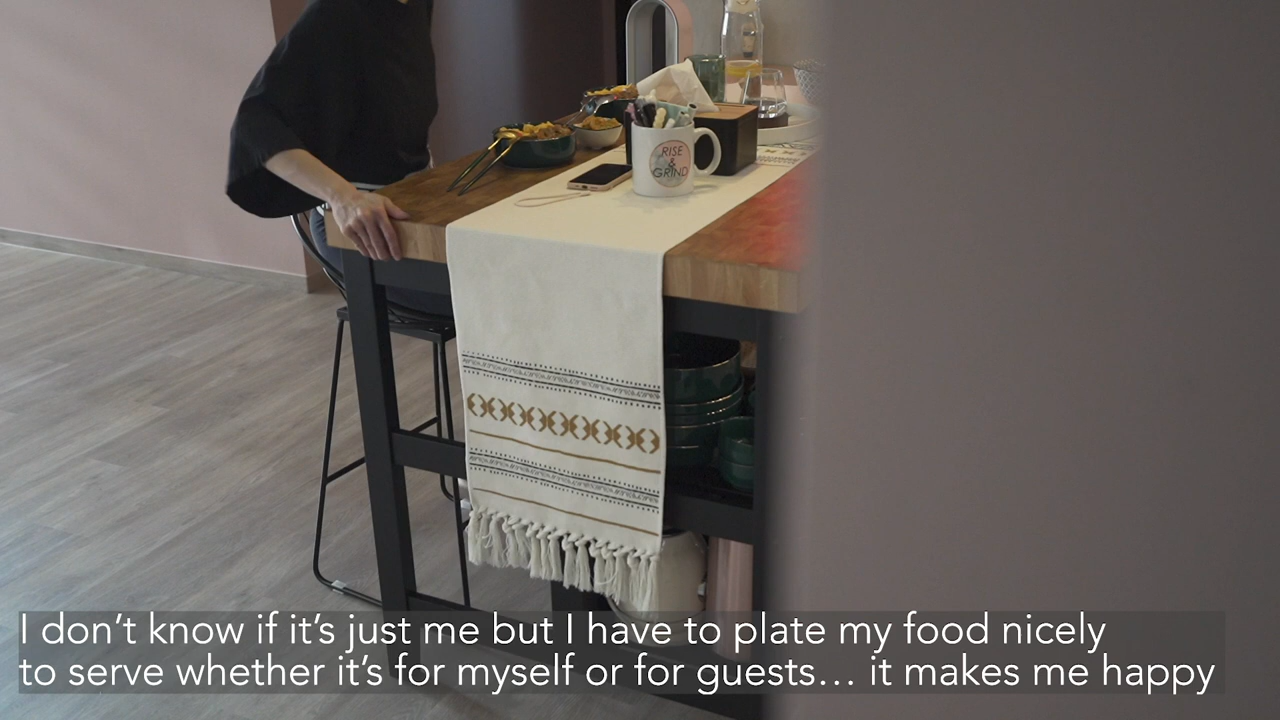 RISE
&
GRIND
I don't know if it's just me but I have to plate my food nicely
to serve whether it's for myself or for guests... it makes me happy